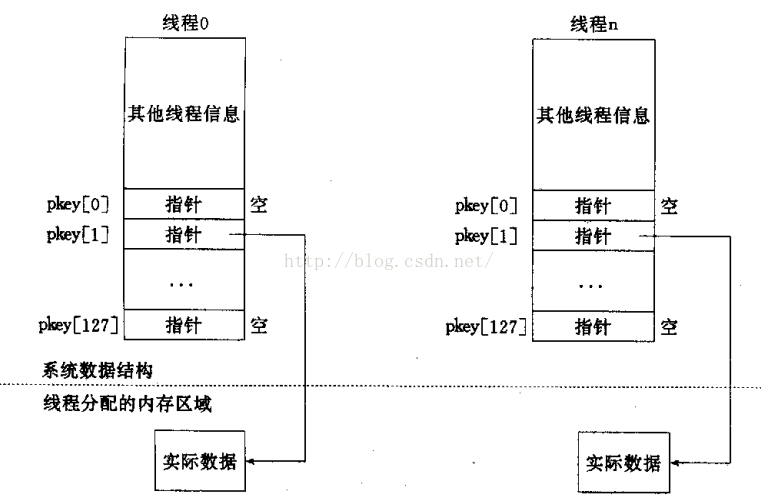 线程0
线程n
其他线程信息
其他线程信息
pkey[0] 指针 空
pkey[0] 指针 空
pkey[1] 指针
pkey[1] 指针
http://blog.csdn.net/
...
...
pkey[127] 指针 空
pkey[127] 指针 空
系统数据结构
线程分配的内存区域
实际数据
实际数据